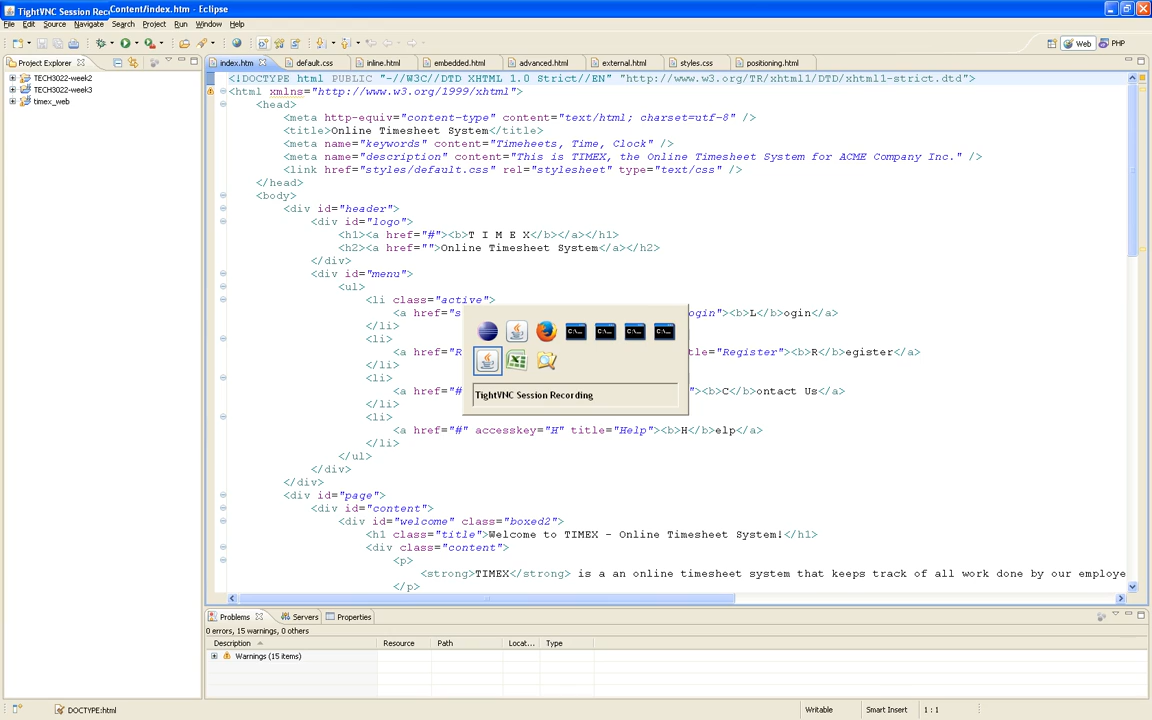 TightVNC Session Rec Content/index.htm - Eclipse
File Edit Source Navigate Search Project Run Window Help
Web PHP
Project Explorer
TECH3022-week2
TECH3022-week3
timex_web
index.htm default.css inline.html embedded.html advanced.html external.html styles.css positioning.html
<!DOCTYPE html PUBLIC "-//W3C//DTD XHTML 1.0 Strict//EN" "http://www.w3.org/TR/xhtml1/DTD/xhtml1-strict.dtd">
<html xmlns="http://www.w3.org/1999/xhtml">
<head>
<meta http-equiv="content-type" content="text/html; charset=utf-8" />
<title>Online Timesheet System</title>
<meta name="keywords" content="Timeheets, Time, Clock" />
<meta name="description" content="This is TIMEX, the Online Timesheet System for ACME Company Inc." />
<link href="styles/default.css" rel="stylesheet" type="text/css" />
</head>
<body>
<div id="header">
<div id="logo">
<h1><a href="#"><b>T I M E X</b></a></h1>
<h2><a href="">Online Timesheet System</a></h2>
</div>
<div id="menu">
<ul>
<li class="active">
<a href="s ogin"><b>L</b>ogin</a>
</li>
<li>
<a href="R tle="Register"><b>R</b>egister</a>
</li>
<li>
<a href="# "><b>C</b>ontact Us</a>
</li>
<li>
<a href="#" accesskey="H" title="Help"><b>H</b>elp</a>
</li>
</ul>
</div>
</div>
<div id="page">
<div id="content">
<div id="welcome" class="boxed2">
<h1 class="title">Welcome to TIMEX - Online Timesheet System!</h1>
<div class="content">
<p>
<strong>TIMEX</strong> is a an online timesheet system that keeps track of all work done by our employe
</p>
C:\... C:\... C:\... C:\...
TightVNC Session Recording
Problems Servers Properties
0 errors, 15 warnings, 0 others
Description Resource Path Locat... Type
Warnings (15 items)
DOCTYPE:html Writable Smart Insert 1 : 1